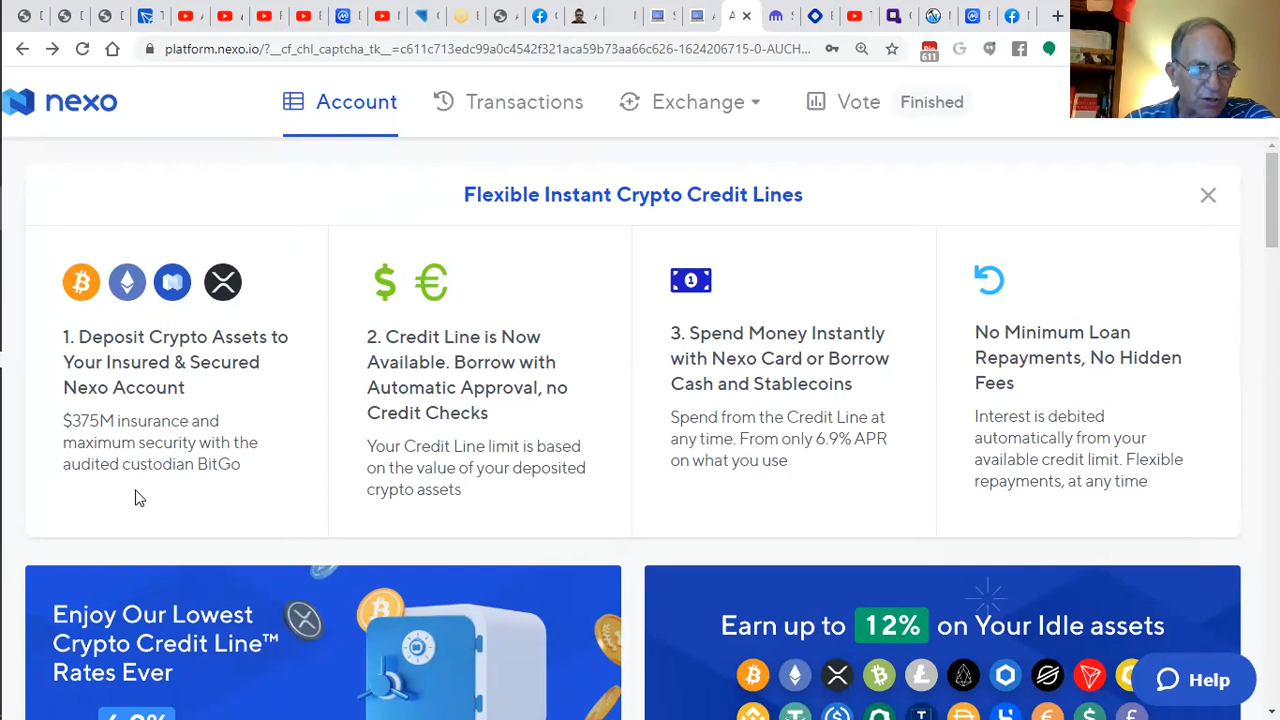 A
platform.nexo.io/?__cf_chl_captcha_tk__=c611c713edc99a0c4542f321aca59b73aa66c626-1624206715-0-AUCH...
611
nexo
Account
Transactions
Exchange
Vote
Finished
Flexible Instant Crypto Credit Lines
1. Deposit Crypto Assets to
Your Insured & Secured
Nexo Account
$375M insurance and
maximum security with the
audited custodian BitGo
$ €
2. Credit Line is Now
Available. Borrow with
Automatic Approval, no
Credit Checks
Your Credit Line limit is based
on the value of your deposited
crypto assets
1
3. Spend Money Instantly
with Nexo Card or Borrow
Cash and Stablecoins
Spend from the Credit Line at
any time. From only 6.9% APR
on what you use
No Minimum Loan
Repayments, No Hidden
Fees
Interest is debited
automatically from your
available credit limit. Flexible
repayments, at any time
Enjoy Our Lowest
Crypto Credit Line™
Rates Ever
Earn up to 12% on Your Idle assets
Help